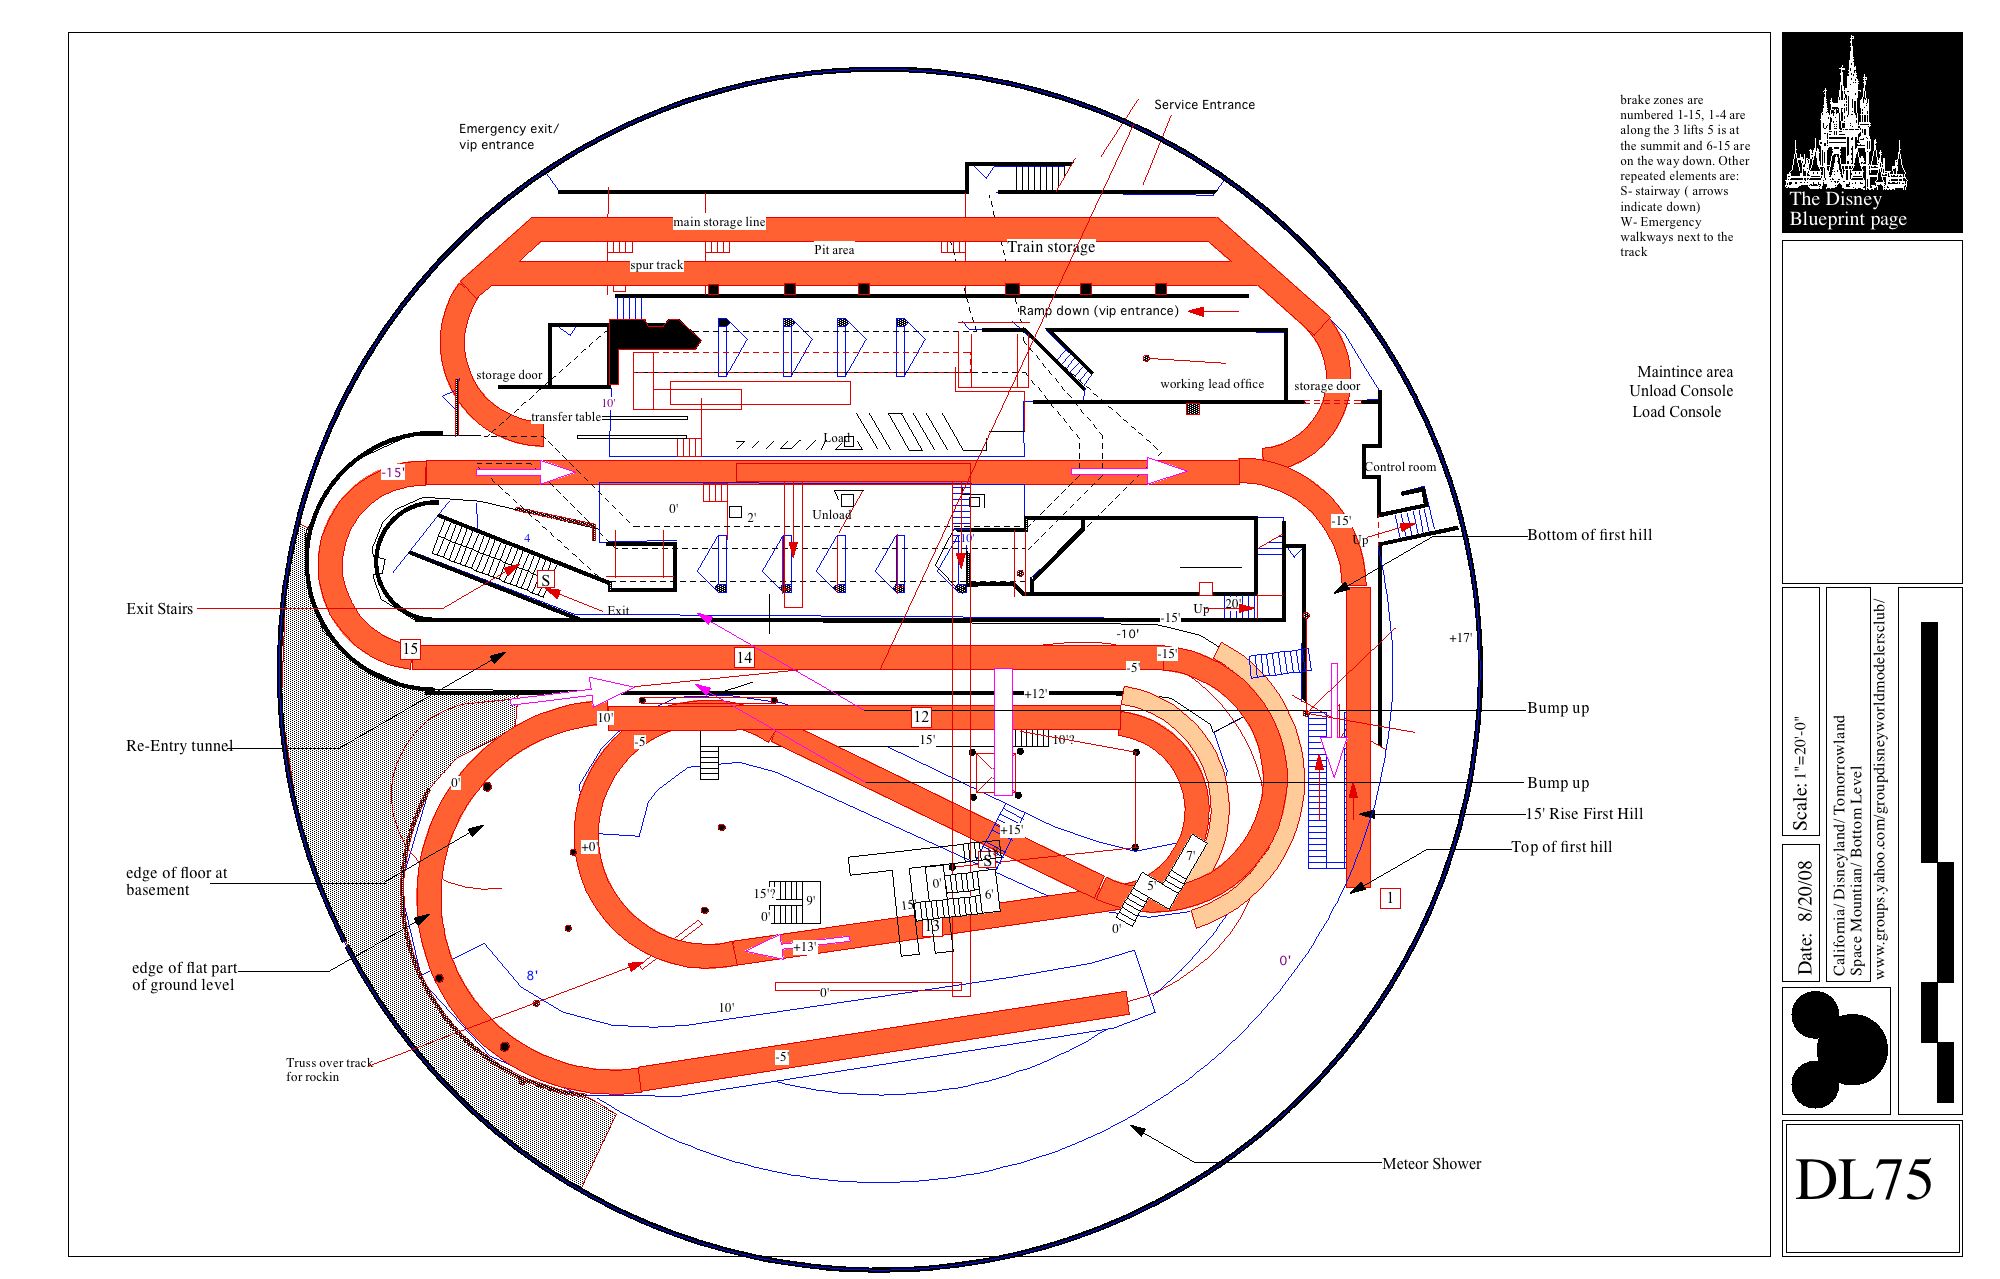 Service Entrance
Emergency exit/
vip entrance
brake zones are
numbered 1-15, 1-4 are
along the 3 lifts 5 is at
the summit and 6-15 are
on the way down. Other
repeated elements are:
S- stairway ( arrows
indicate down)
W- Emergency
walkways next to the
track
The Disney
Blueprint page
main storage line
Pit area
Train storage
spur track
Ramp down (vip entrance)
storage door
working lead office
storage door
Maintince area
Unload Console
Load Console
10'
transfer table
Load
-15'
Control room
0'
2'
Unload
-15'
Up
Bottom of first hill
4
10'
S
Exit Stairs
Exit
Up
20'
-15'
-10'
+17'
15
14
-15'
-5'
+12'
10'
12
Bump up
-5
15'
10'?
Re-Entry tunnel
0'
Bump up
+15'
15' Rise First Hill
+0'
Top of first hill
S
7'
edge of floor at
basement
15'?
9'
0'
0'
6'
5'
15'
1
13
0'
+13'
edge of flat part
of ground level
8'
0'
0'
10'
-5'
Truss over track
for rockin
Meteor Shower
Scale: 1"=20'-0"
Date: 8/20/08
California/ Disneyland/ Tomorrowland
Space Mountian/ Bottom Level
www.groups.yahoo.com/groupdisneyworldmodelersclub/
DL75